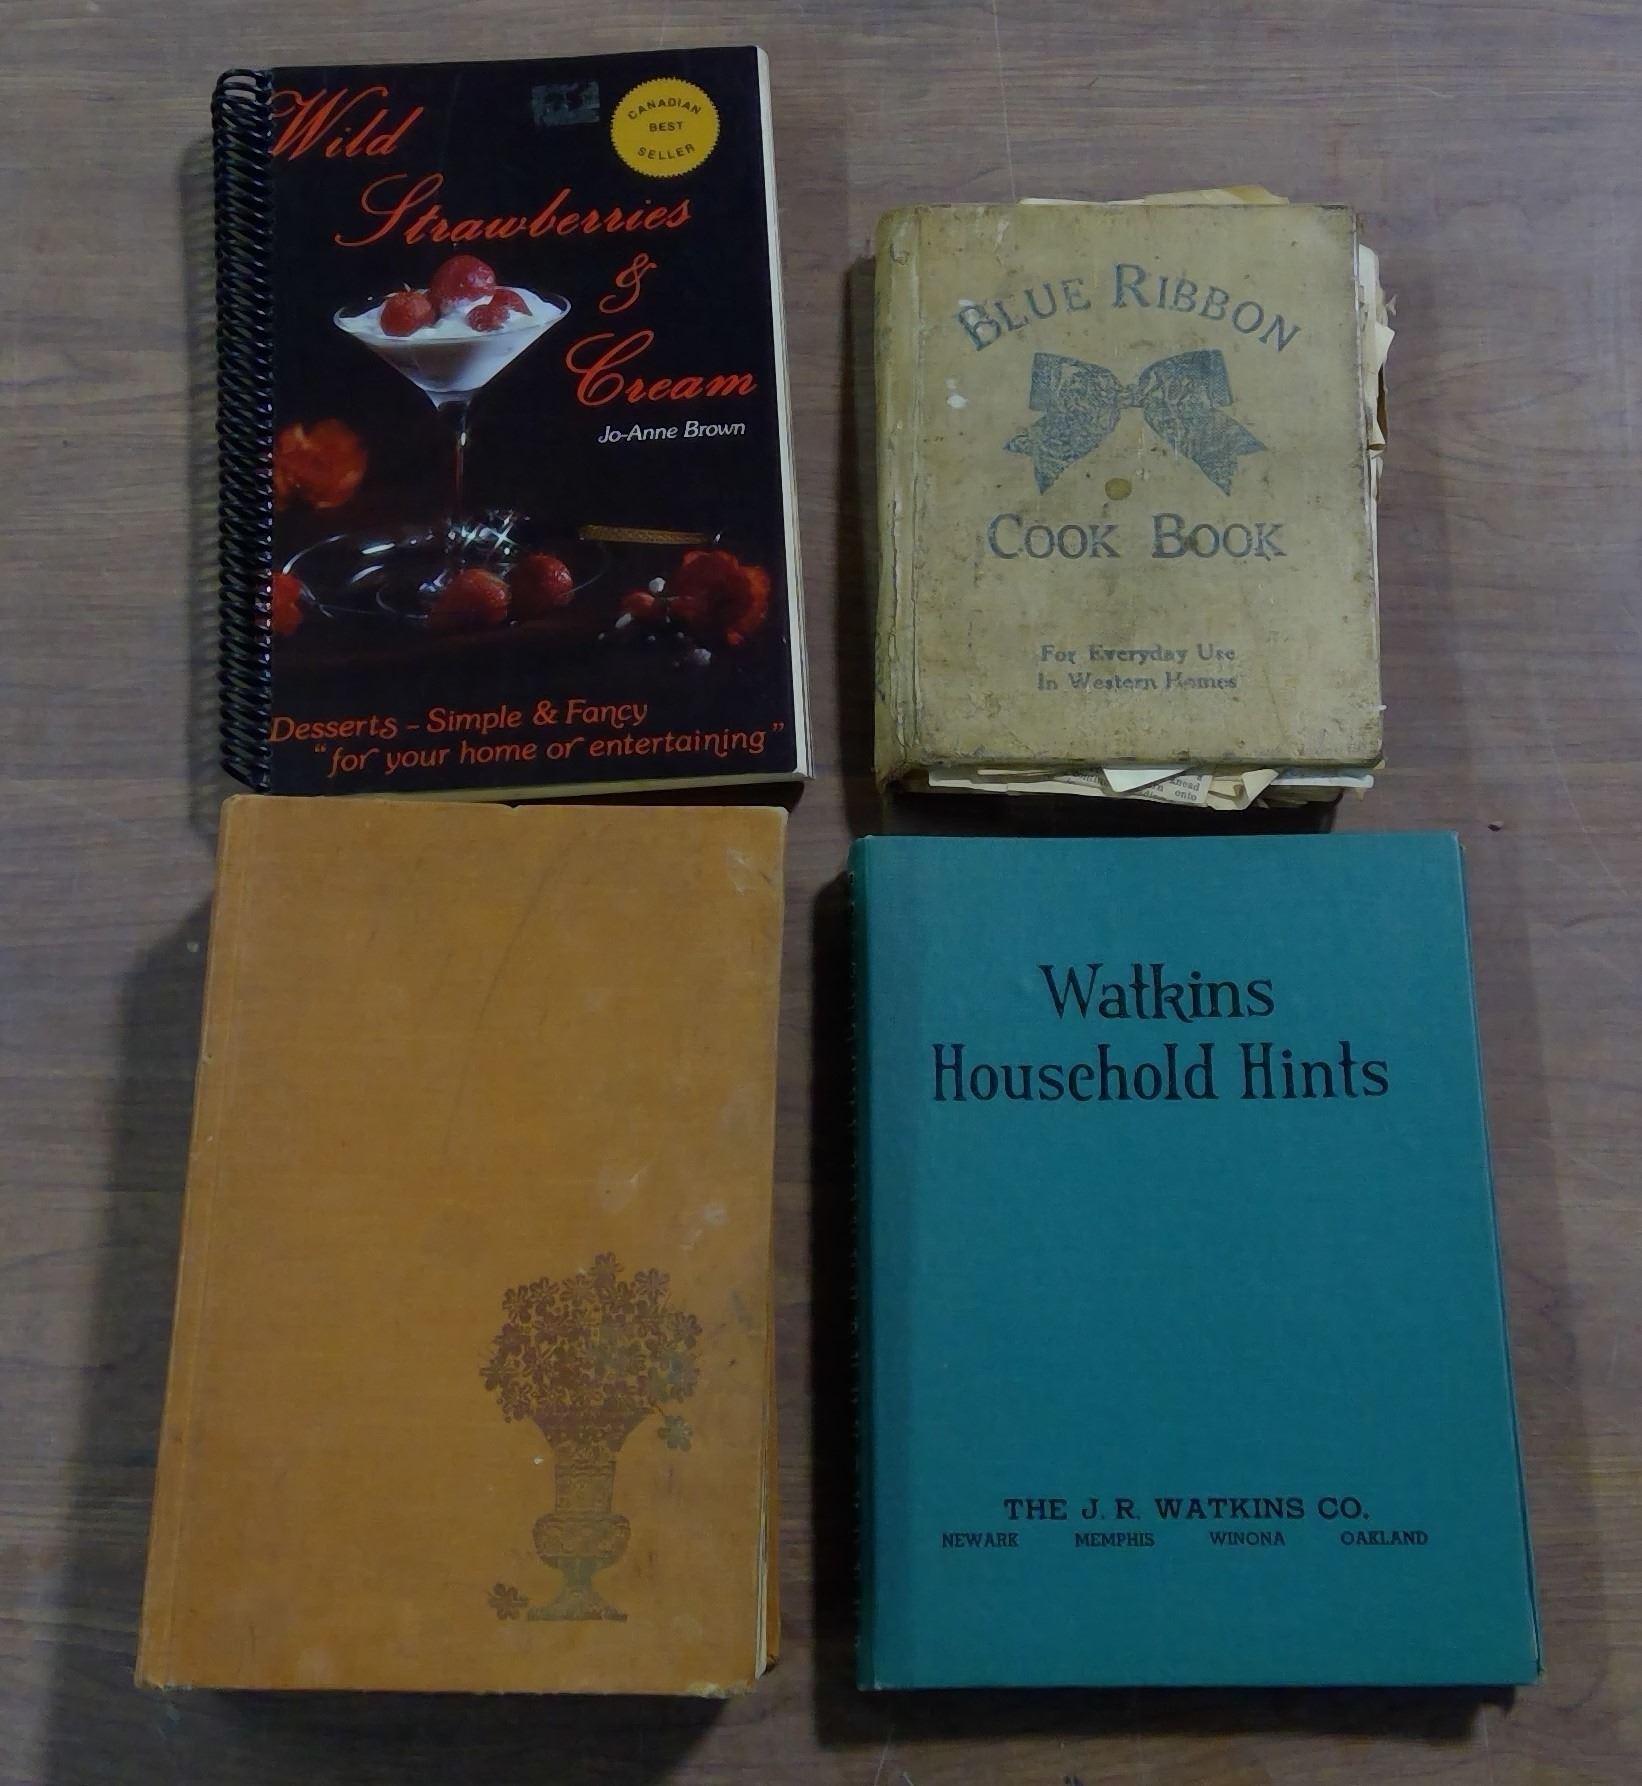 Wild
Strawberries
&
Cream
CANADIAN
BEST
SELLER
Jo-Anne Brown
Desserts - Simple & Fancy
"for your home or entertaining"
BLUE RIBBON
COOK BOOK
For Everyday Use
In Western Homes
onto
Watkins
Household Hints
THE J. R. WATKINS CO.
NEWARK MEMPHIS WINONA OAKLAND